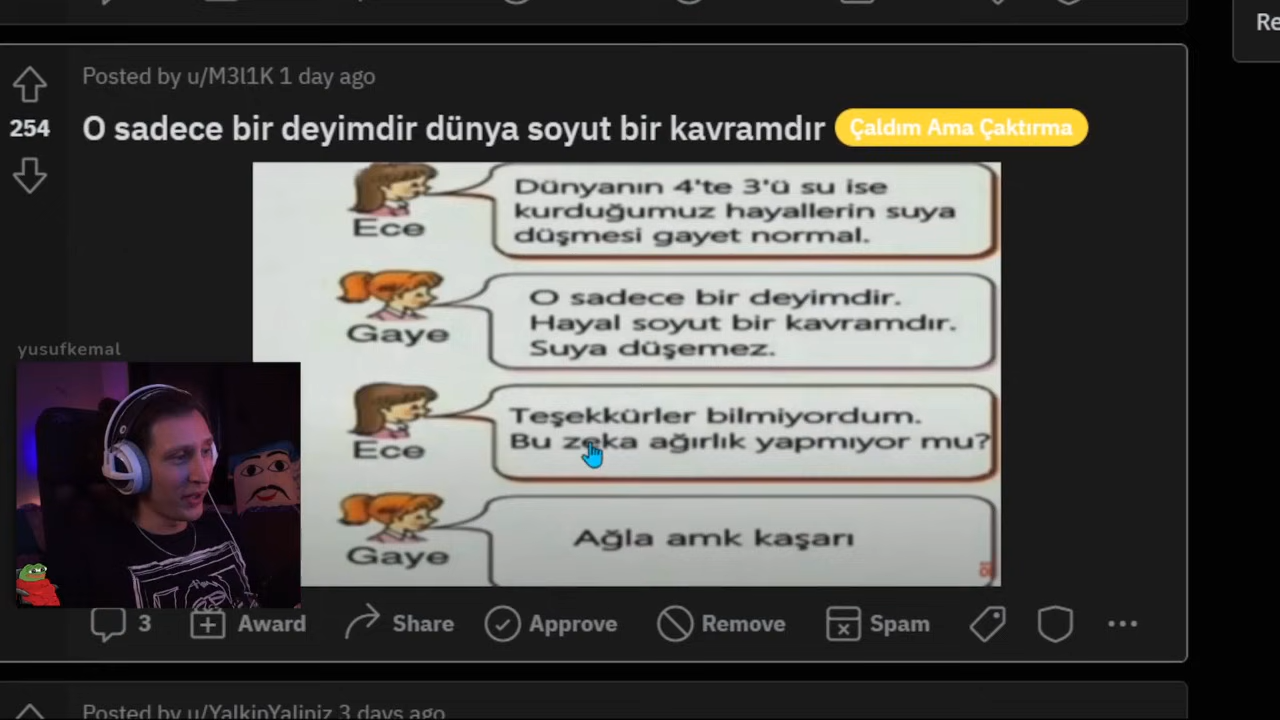 Re
Posted by u/M3l1K 1 day ago
254
O sadece bir deyimdir dünya soyut bir kavramdır
Çaldım Ama Çaktırma
Dünyanın 4'te 3'ü su ise
kurduğumuz hayallerin suya
düşmesi gayet normal.
Ece
O sadece bir deyimdir.
Hayal soyut bir kavramdır.
Suya düşemez.
Gaye
Teşekkürler bilmiyordum.
Bu zeka ağırlık yapmıyor mu?
Ece
Ağla amk kaşarı
Gaye
yusufkemal
3 Award Share Approve Remove Spam
Posted by u/YalkinYaliniz 3 days ago